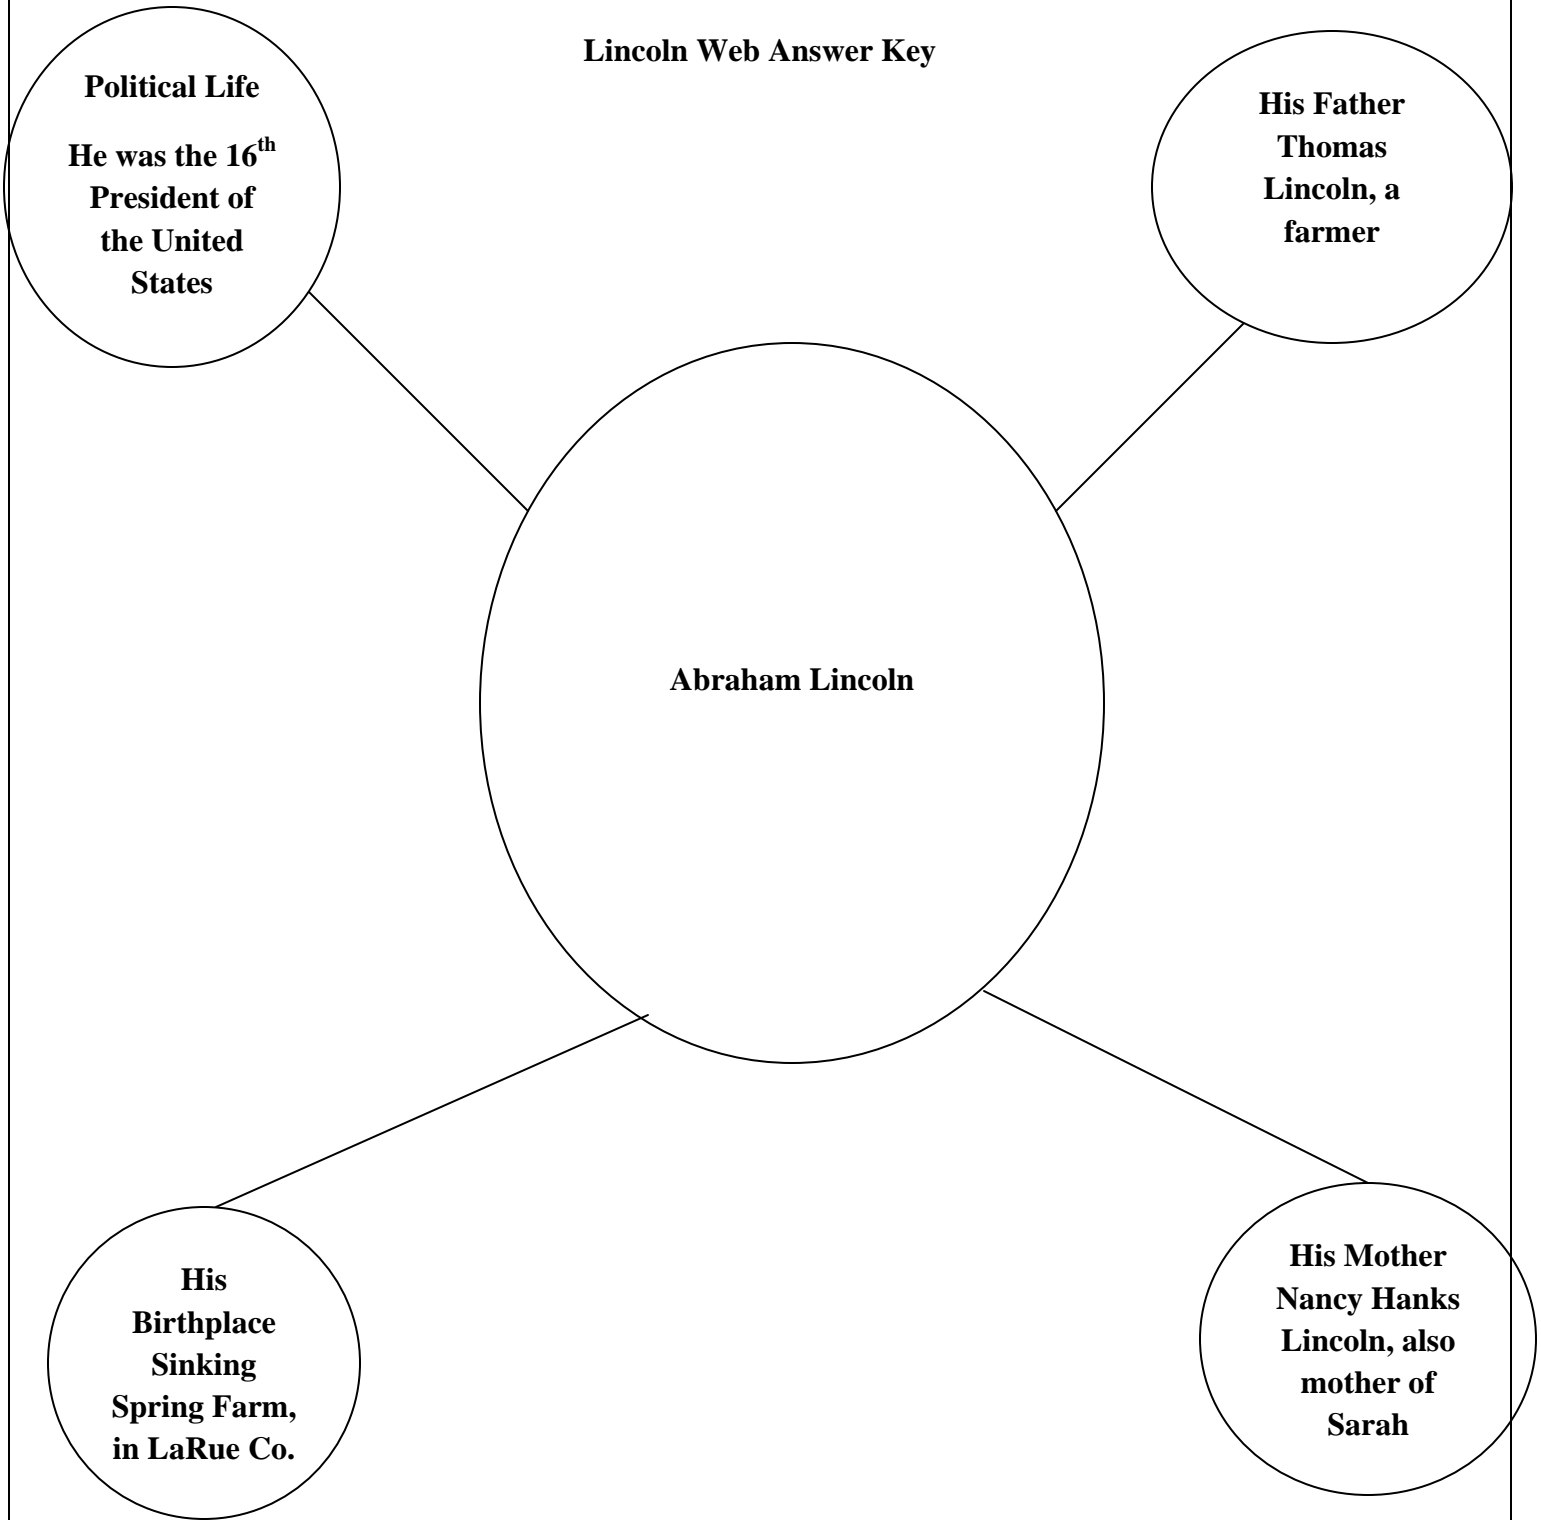 Lincoln Web Answer Key
Political Life
He was the 16th
President of
the United
States
His Father
Thomas
Lincoln, a
farmer
Abraham Lincoln
His
Birthplace
Sinking
Spring Farm,
in LaRue Co.
His Mother
Nancy Hanks
Lincoln, also
mother of
Sarah